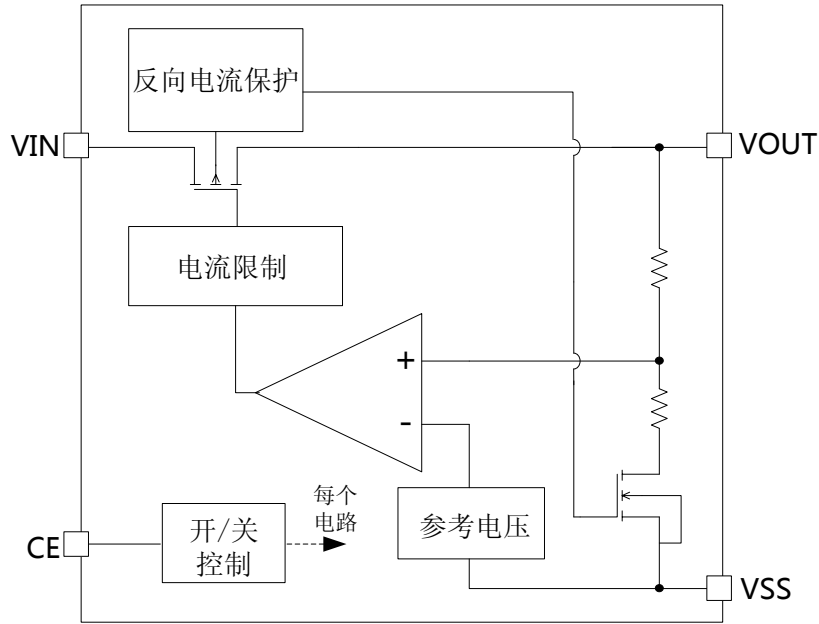 反向电流保护
VIN
VOUT
电流限制
+
-
每个
电路
CE
开/关
控制
参考电压
VSS